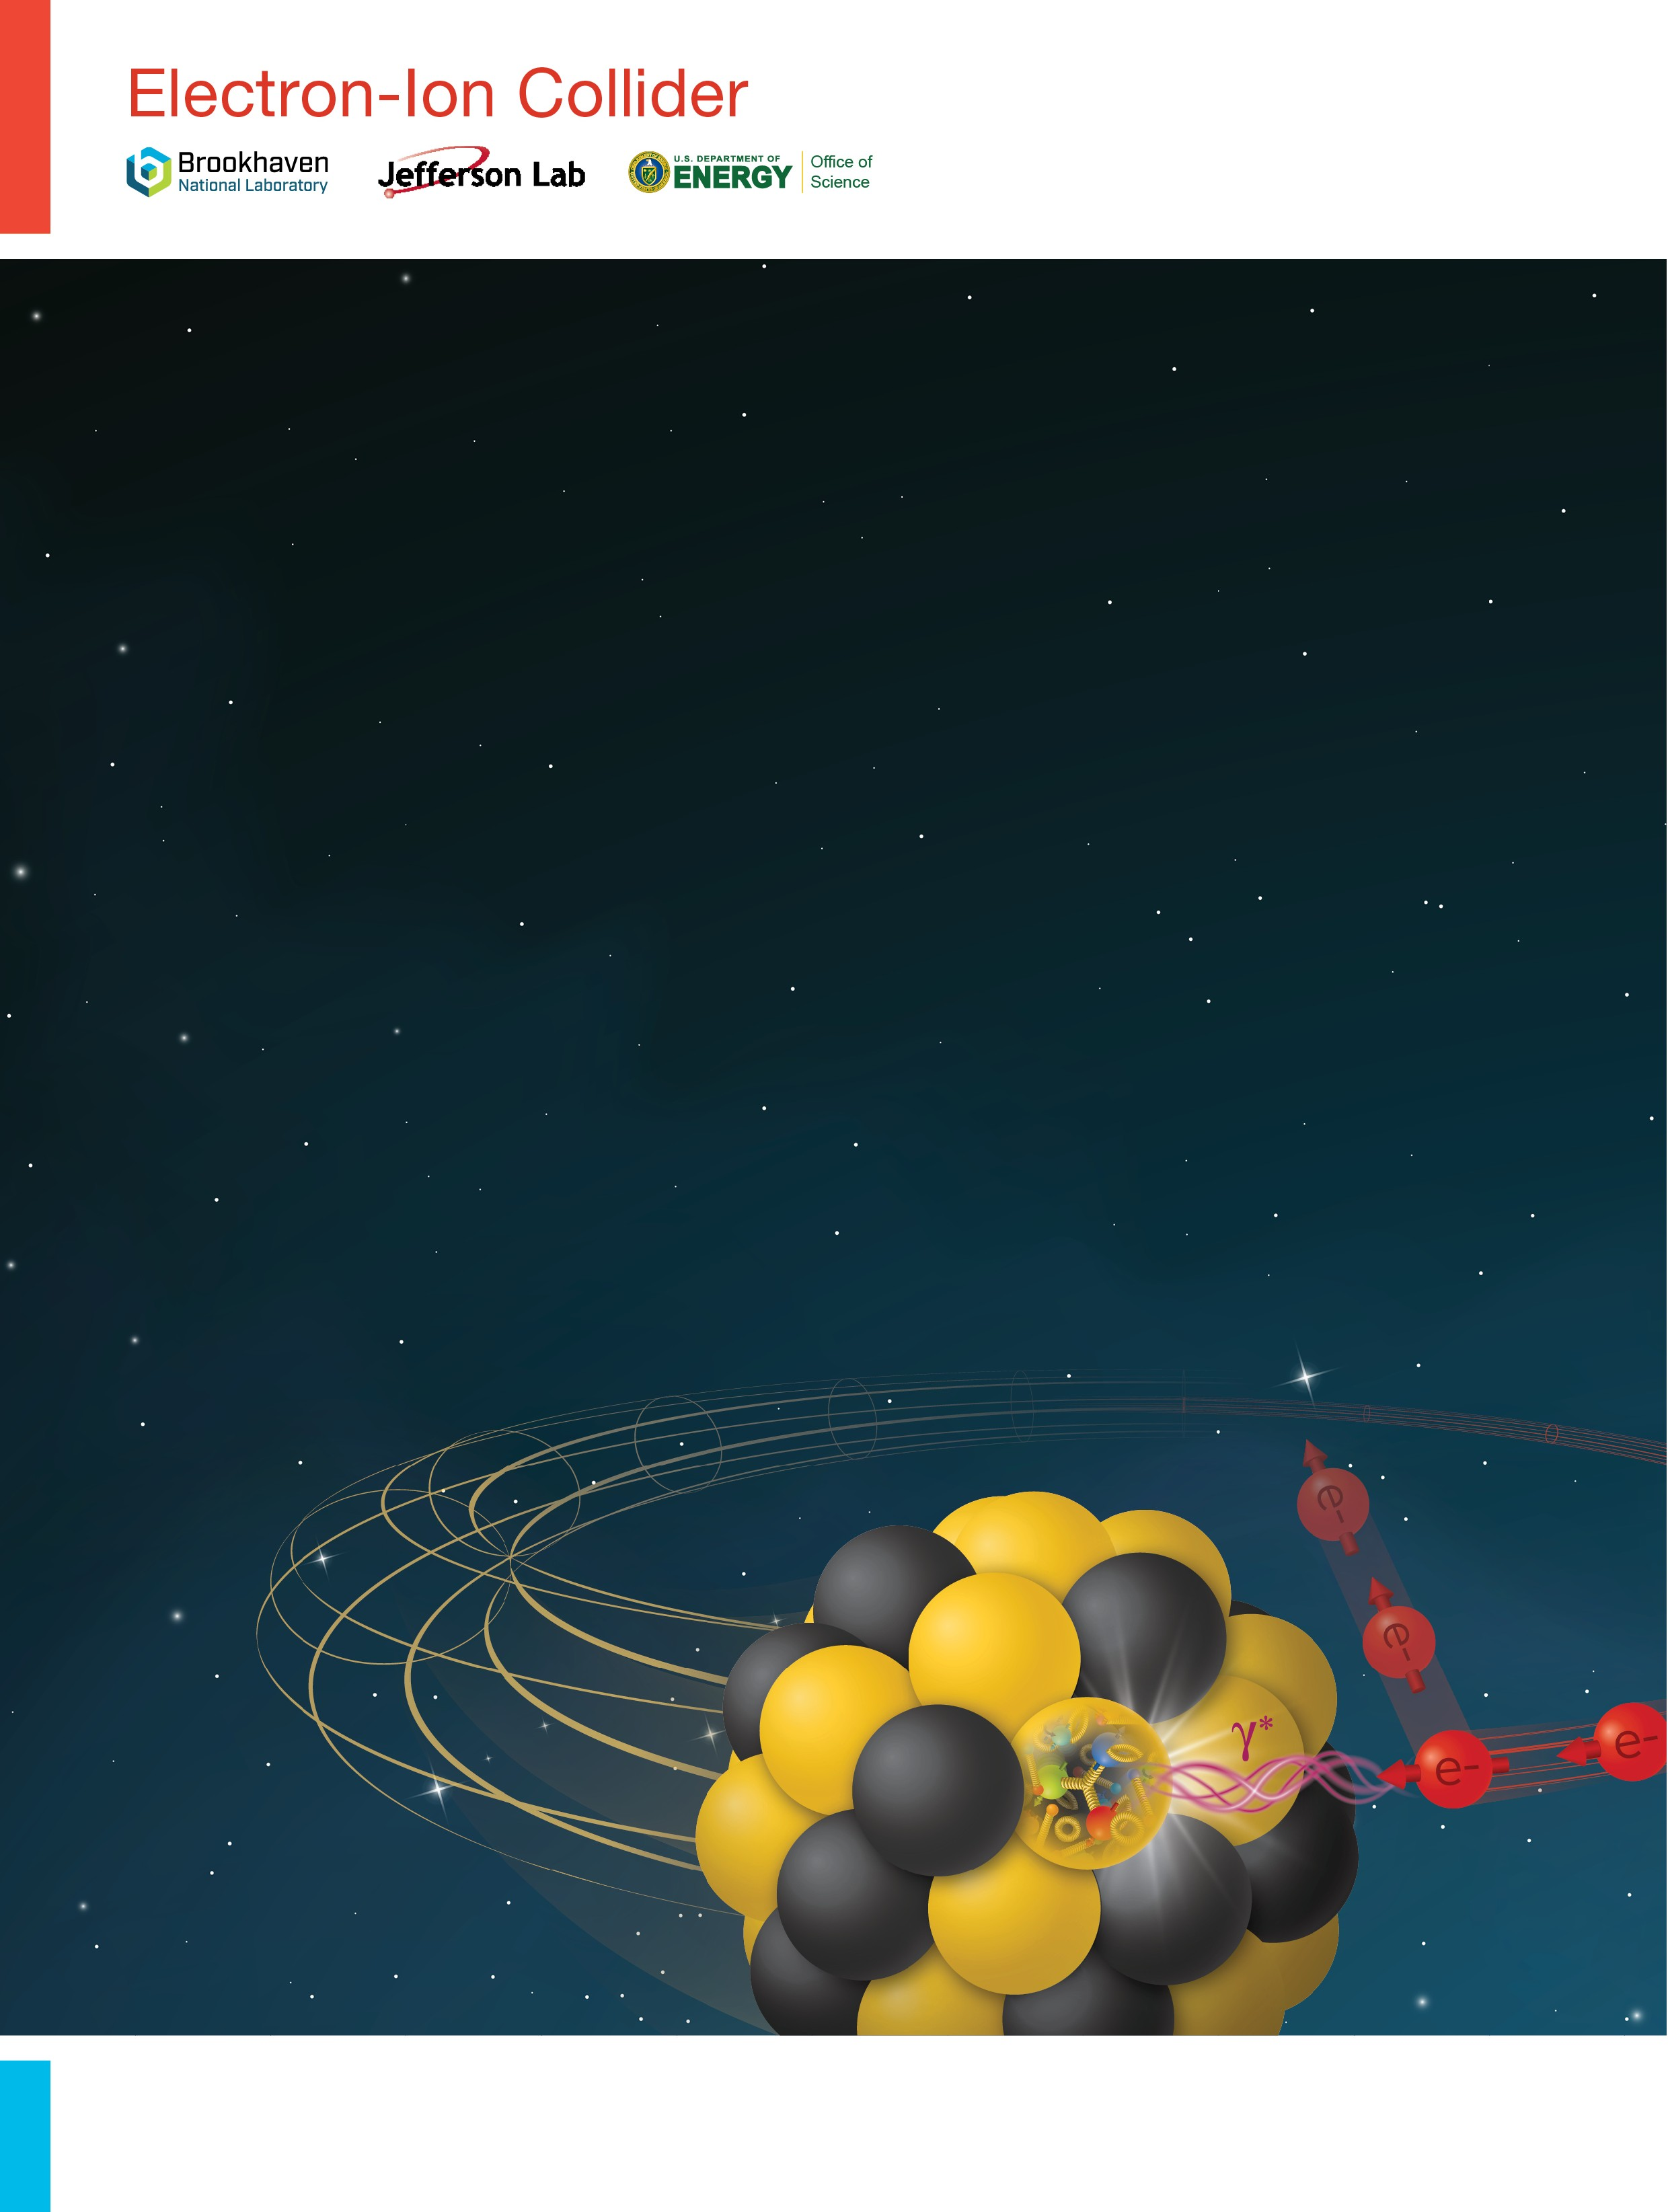 Electron-Ion Collider
Brookhaven
National Laboratory
Jefferson Lab
U.S. DEPARTMENT OF
ENERGY
Office of
Science
e-
e-
γ*
e-
e-